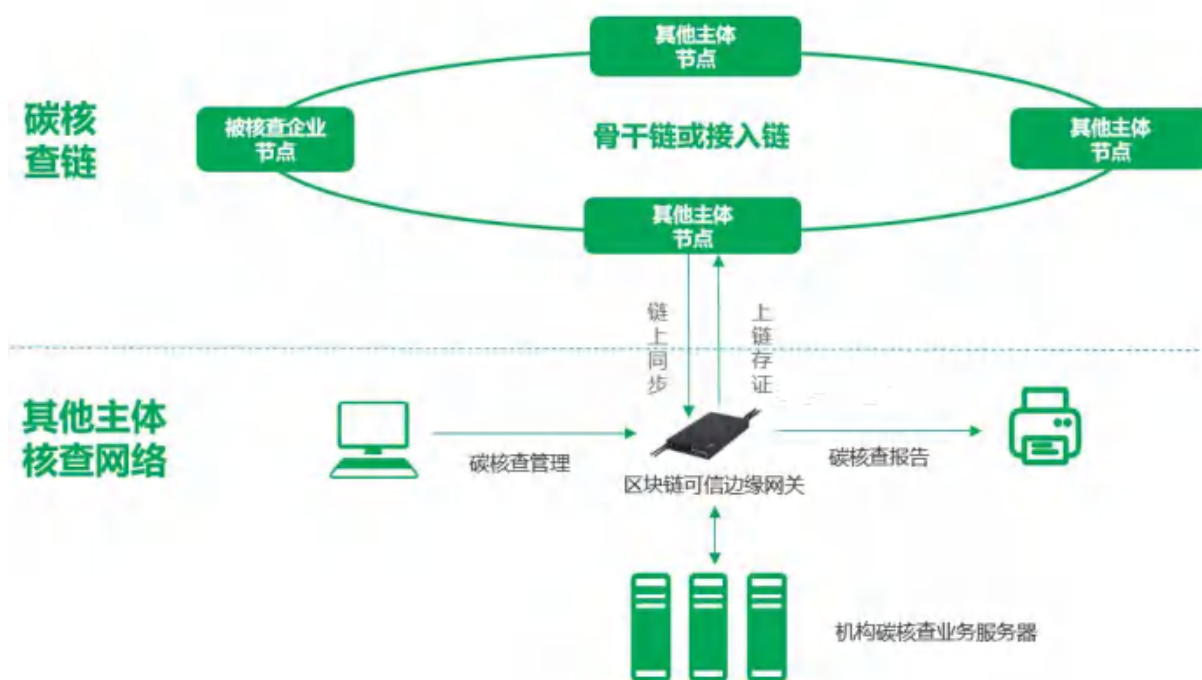 其他主体
节点
碳核
查链
被核查企业
节点
骨干链或接入链
其他主体
节点
其他主体
节点
链上同步
上链存证
其他主体
核查网络
碳核查管理
碳核查报告
区块链可信边缘网关
机构碳核查业务服务器